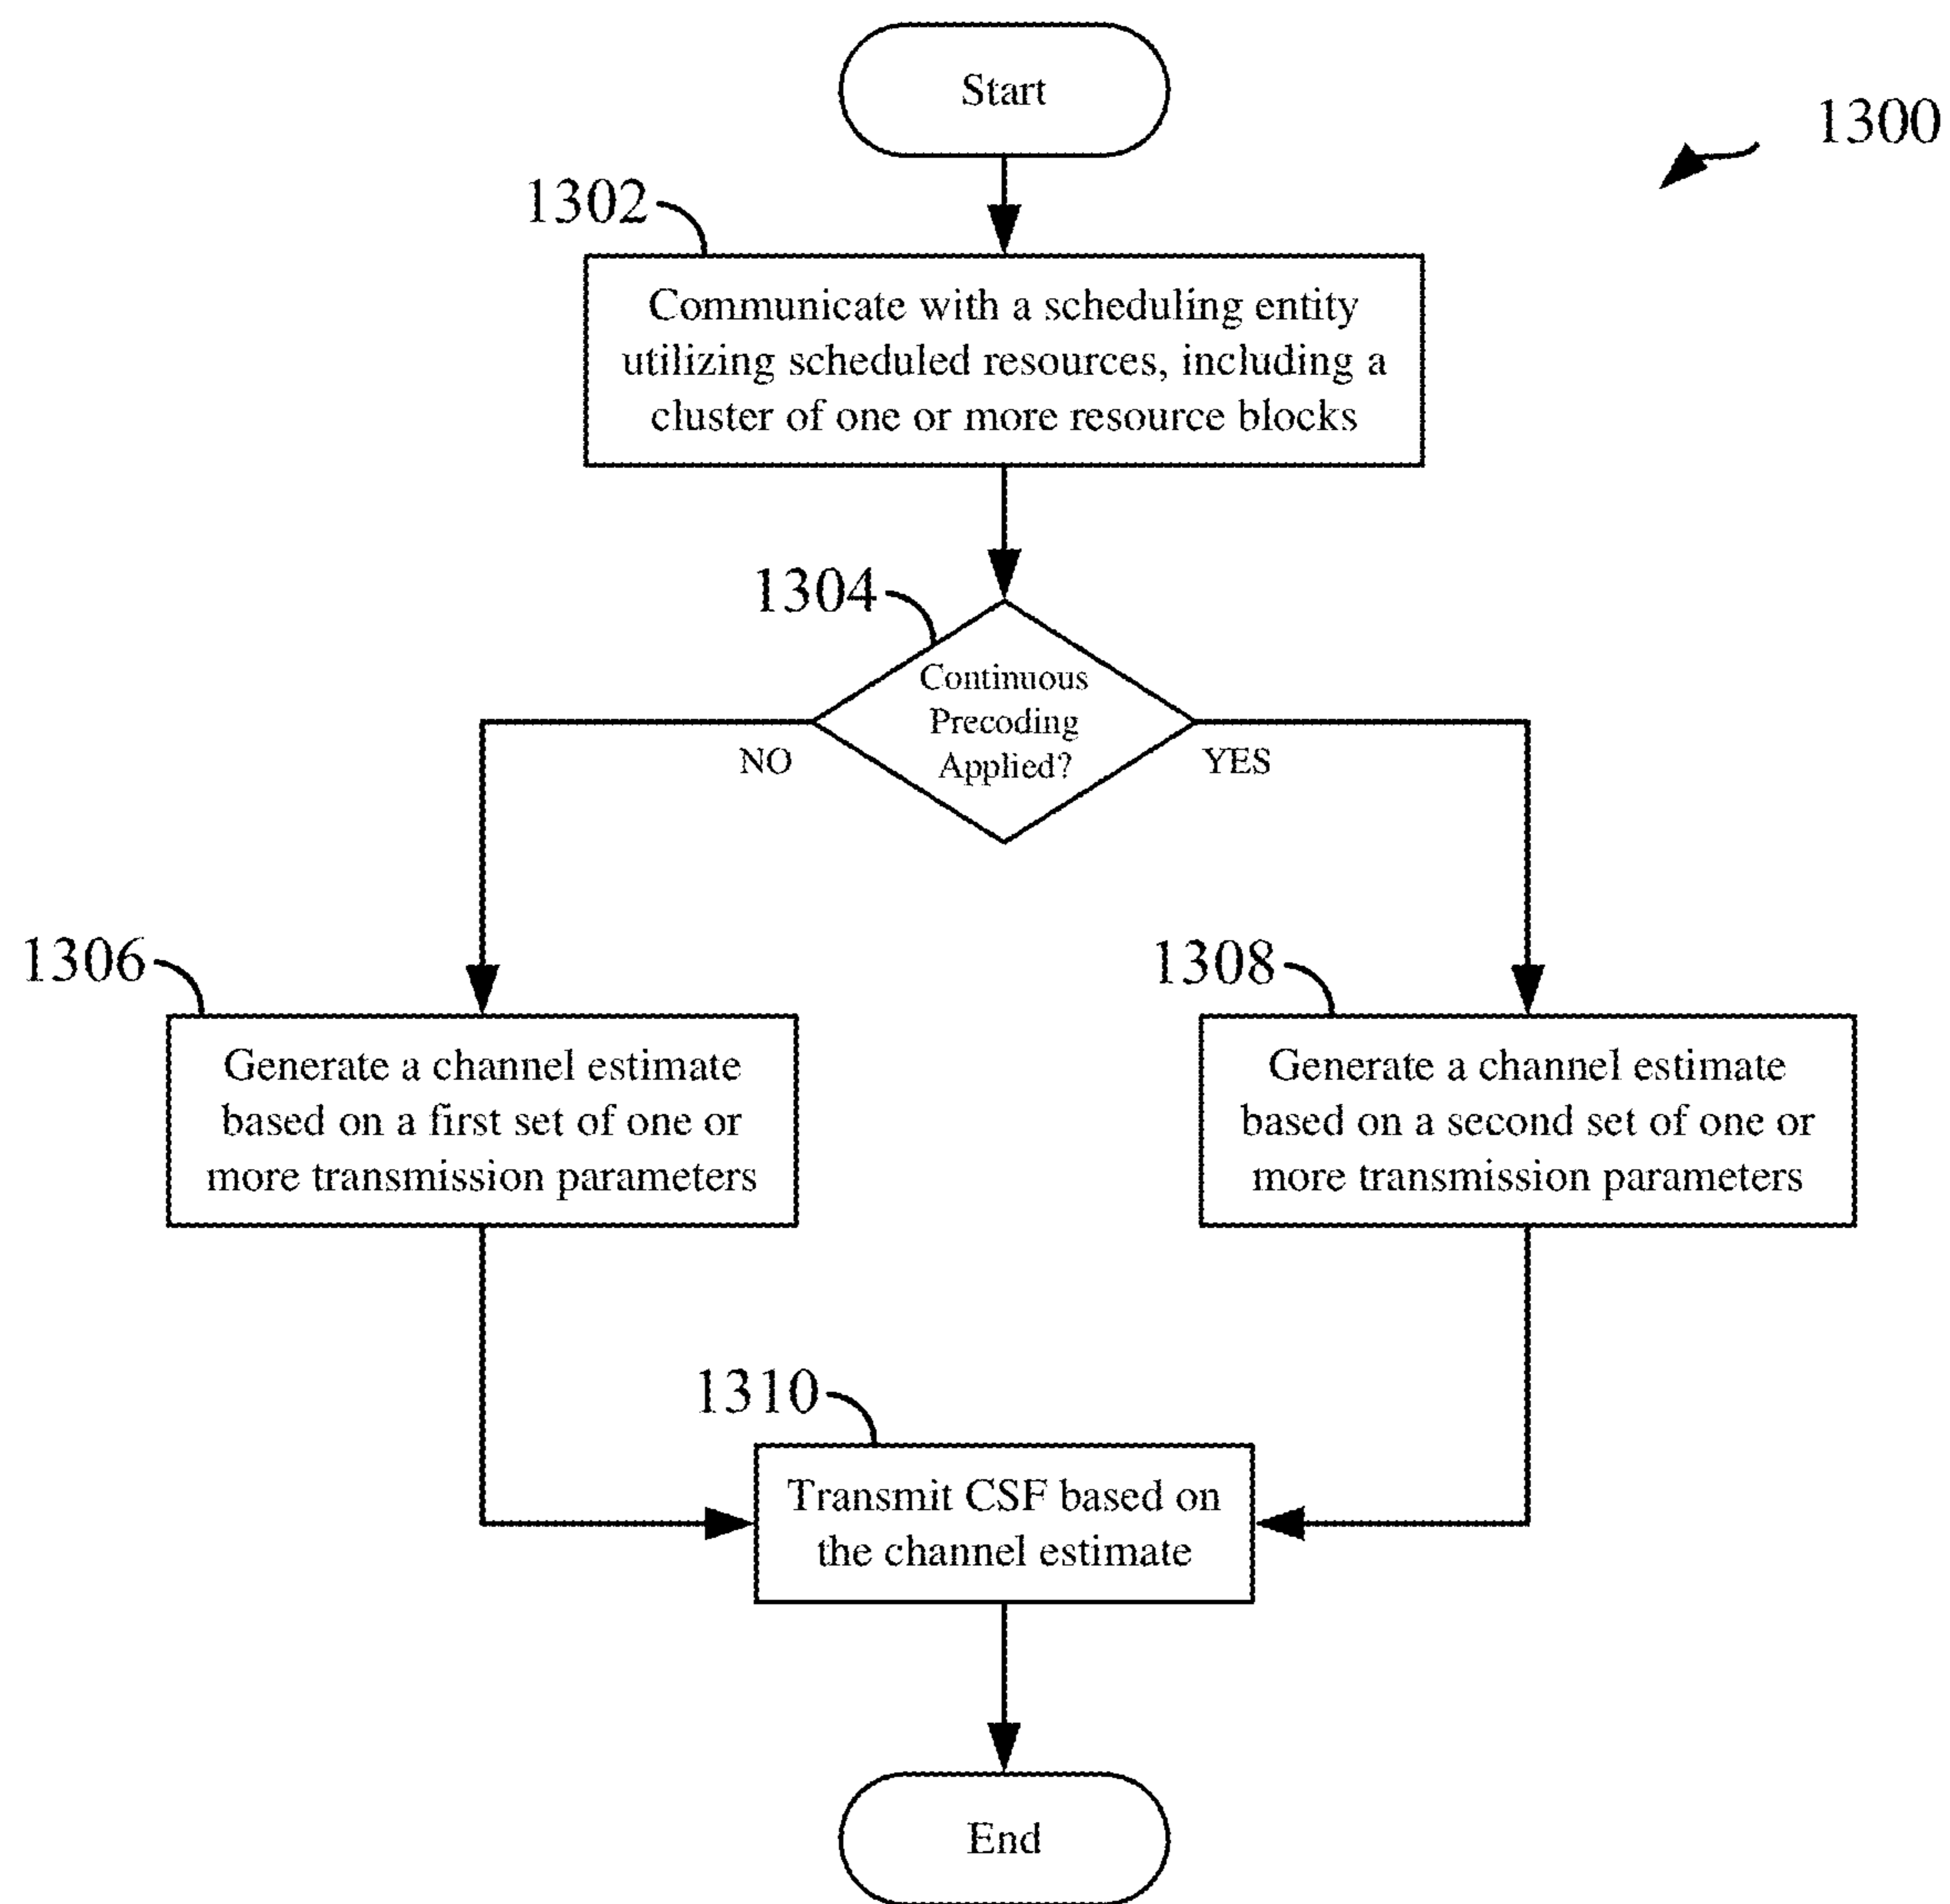 Start
1300
1302
Communicate with a scheduling entity
utilizing scheduled resources, including a
cluster of one or more resource blocks
1304
Continuous
Precoding
Applied?
NO
YES
1306
Generate a channel estimate
based on a first set of one or
more transmission parameters
1308
Generate a channel estimate
based on a second set of one or
more transmission parameters
1310
Transmit CSF based on
the channel estimate
End